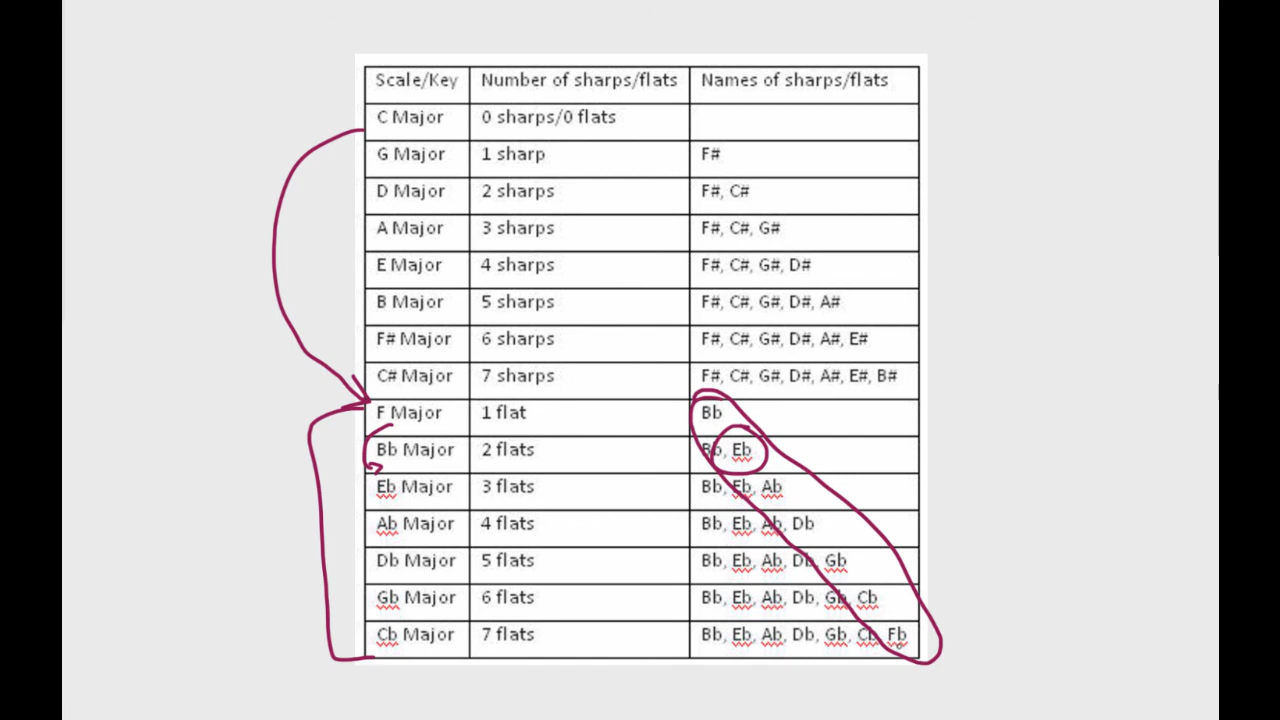 Scale/Key Number of sharps/flats Names of sharps/flats
C Major 0 sharps/0 flats
G Major 1 sharp F#
D Major 2 sharps F#, C#
A Major 3 sharps F#, C#, G#
E Major 4 sharps F#, C#, G#, D#
B Major 5 sharps F#, C#, G#, D#, A#
F# Major 6 sharps F#, C#, G#, D#, A#, E#
C# Major 7 sharps F#, C#, G#, D#, A#, E#, B#
F Major 1 flat Bb
Bb Major 2 flats Bb, Eb
Eb Major 3 flats Bb, Eb, Ab
Ab Major 4 flats Bb, Eb, Ab, Db
Db Major 5 flats Bb, Eb, Ab, Db, Gb
Gb Major 6 flats Bb, Eb, Ab, Db, Gb, Cb
Cb Major 7 flats Bb, Eb, Ab, Db, Gb, Cb, Fb